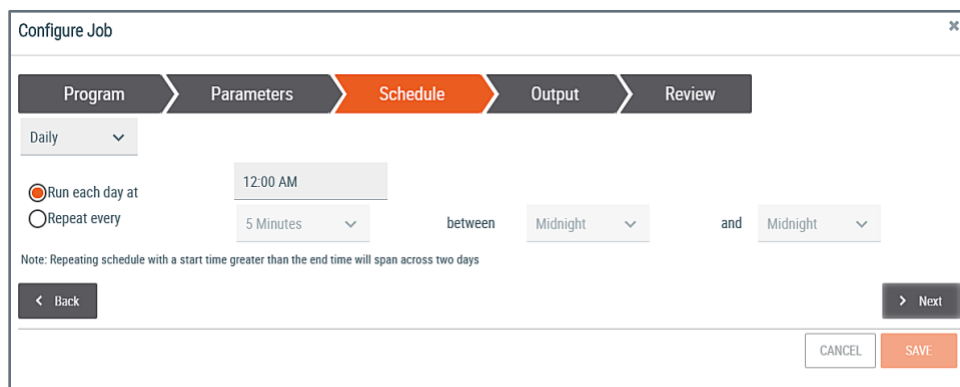 Configure Job
Program Parameters Schedule Output Review
Daily
Run each day at 12:00 AM
Repeat every 5 Minutes between Midnight and Midnight
Note: Repeating schedule with a start time greater than the end time will span across two days
Back Next
CANCEL SAVE